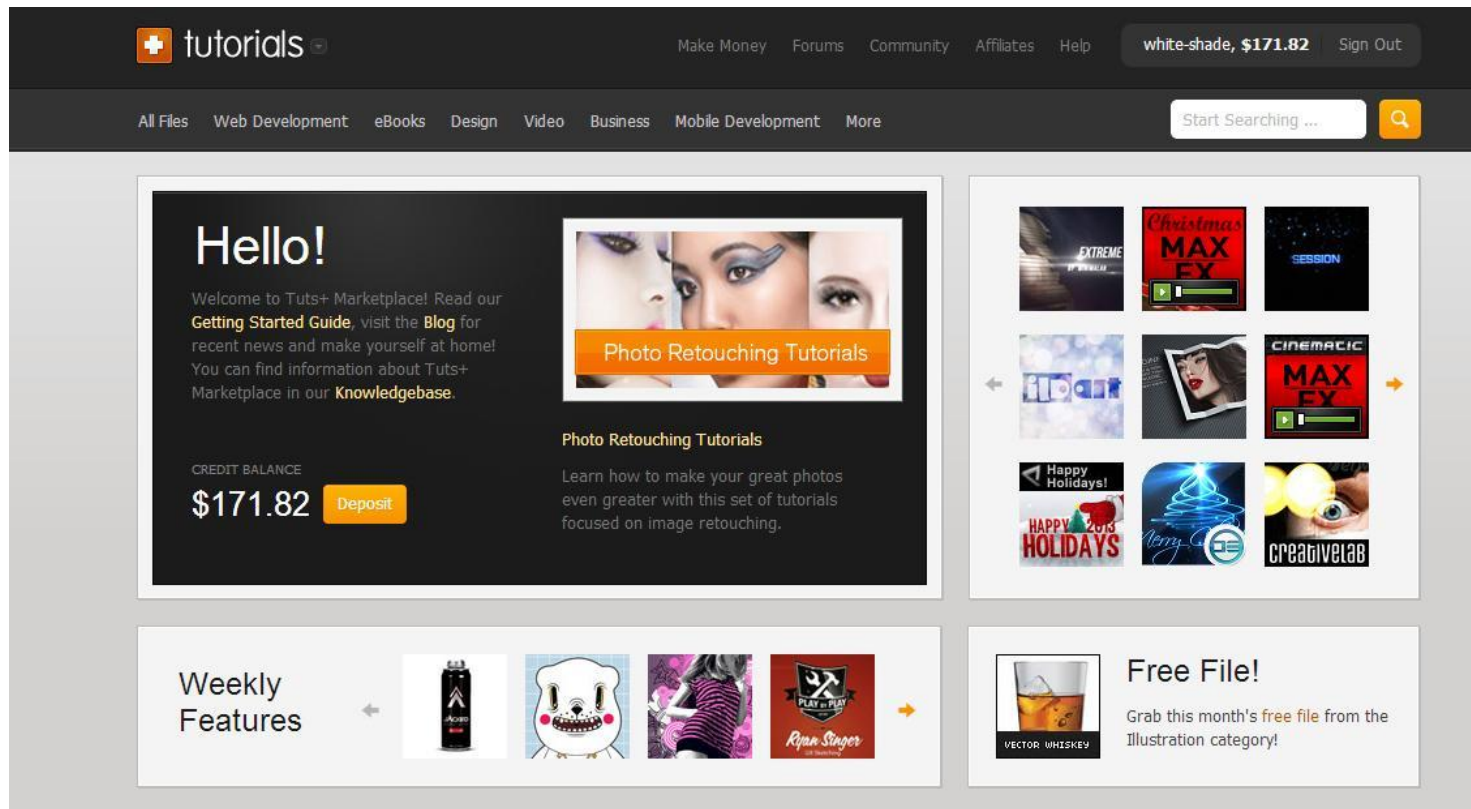 tutorials
Make Money Forums Community Affiliates Help white-shade, $171.82 Sign Out
All Files Web Development eBooks Design Video Business Mobile Development More Start Searching ...
Hello!
Welcome to Tuts+ Marketplace! Read our
Getting Started Guide, visit the Blog for
recent news and make yourself at home!
You can find information about Tuts+
Marketplace in our Knowledgebase.
CREDIT BALANCE
$171.82 Deposit
Photo Retouching Tutorials
Photo Retouching Tutorials
Learn how to make your great photos
even greater with this set of tutorials
focused on image retouching.
EXTREME
Christmas
MAX
FX
SESSION
CINEMATIC
MAX
FX
Happy
Holidays!
HAPPY 2013
HOLIDAYS
Merry
CREATIVELAB
Weekly
Features
PLAY BY PLAY
Ryan Singer
VECTOR WHISKEY
Free File!
Grab this month's free file from the
Illustration category!